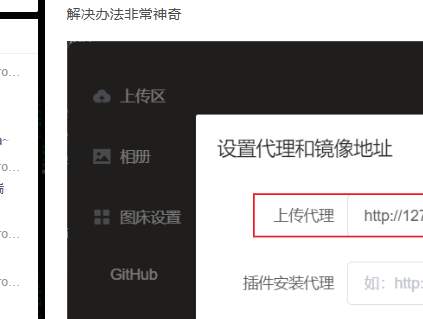 解决办法非常神奇
ro...
上传区
a~
设置代理和镜像地址
相册
ro...
端
上传代理
http://127
图床设置
ro...
GitHub
插件安装代理
如：http:
ro...